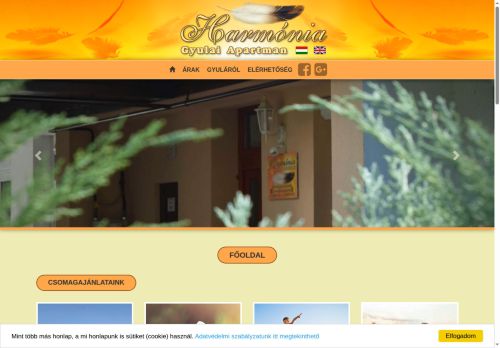 Harmónia
Gyulai Apartman
ÁRAK GYULÁRÓL ELÉRHETŐSÉG
FŐOLDAL
CSOMAGAJÁNLATAINK
Mint több más honlap, a mi honlapunk is sütiket (cookie) használ. Adatvédelmi szabályzatunk itt megtekinthető
Elfogadom